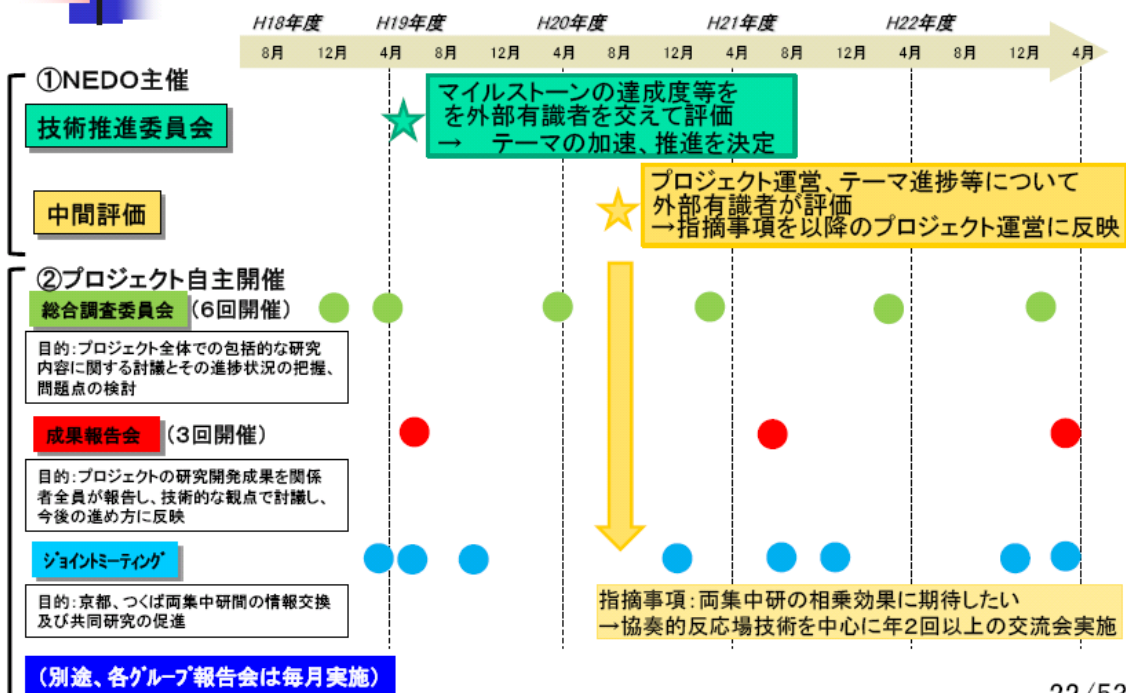 H18年度 H19年度 H20年度 H21年度 H22年度
8月 12月 4月 8月 12月 4月 8月 12月 4月 8月 12月 4月 8月 12月 4月
①NEDO主催
技術推進委員会
マイルストーンの達成度等を
を外部有識者を交えて評価
→ テーマの加速、推進を決定
中間評価
プロジェクト運営、テーマ進捗等について
外部有識者が評価
→指摘事項を以降のプロジェクト運営に反映
②プロジェクト自主開催
総合調査委員会 (6回開催)
目的:プロジェクト全体での包括的な研究
内容に関する討議とその進捗状況の把握、
問題点の検討
成果報告会 (3回開催)
目的:プロジェクトの研究開発成果を関係
者全員が報告し、技術的な観点で討議し、
今後の進め方に反映
ジョイントミーティング
目的:京都、つくば両集中研間の情報交換
及び共同研究の促進
指摘事項:両集中研の相乗効果に期待したい
→協奏的反応場技術を中心に年2回以上の交流会実施
(別途、各グループ報告会は毎月実施)